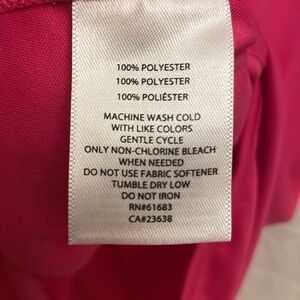 100% POLYESTER
100% POLYESTER
100% POLIÉSTER
MACHINE WASH COLD
WITH LIKE COLORS
GENTLE CYCLE
ONLY NON-CHLORINE BLEACH
WHEN NEEDED
DO NOT USE FABRIC SOFTENER
TUMBLE DRY LOW
DO NOT IRON
RN#61683
CA#23638